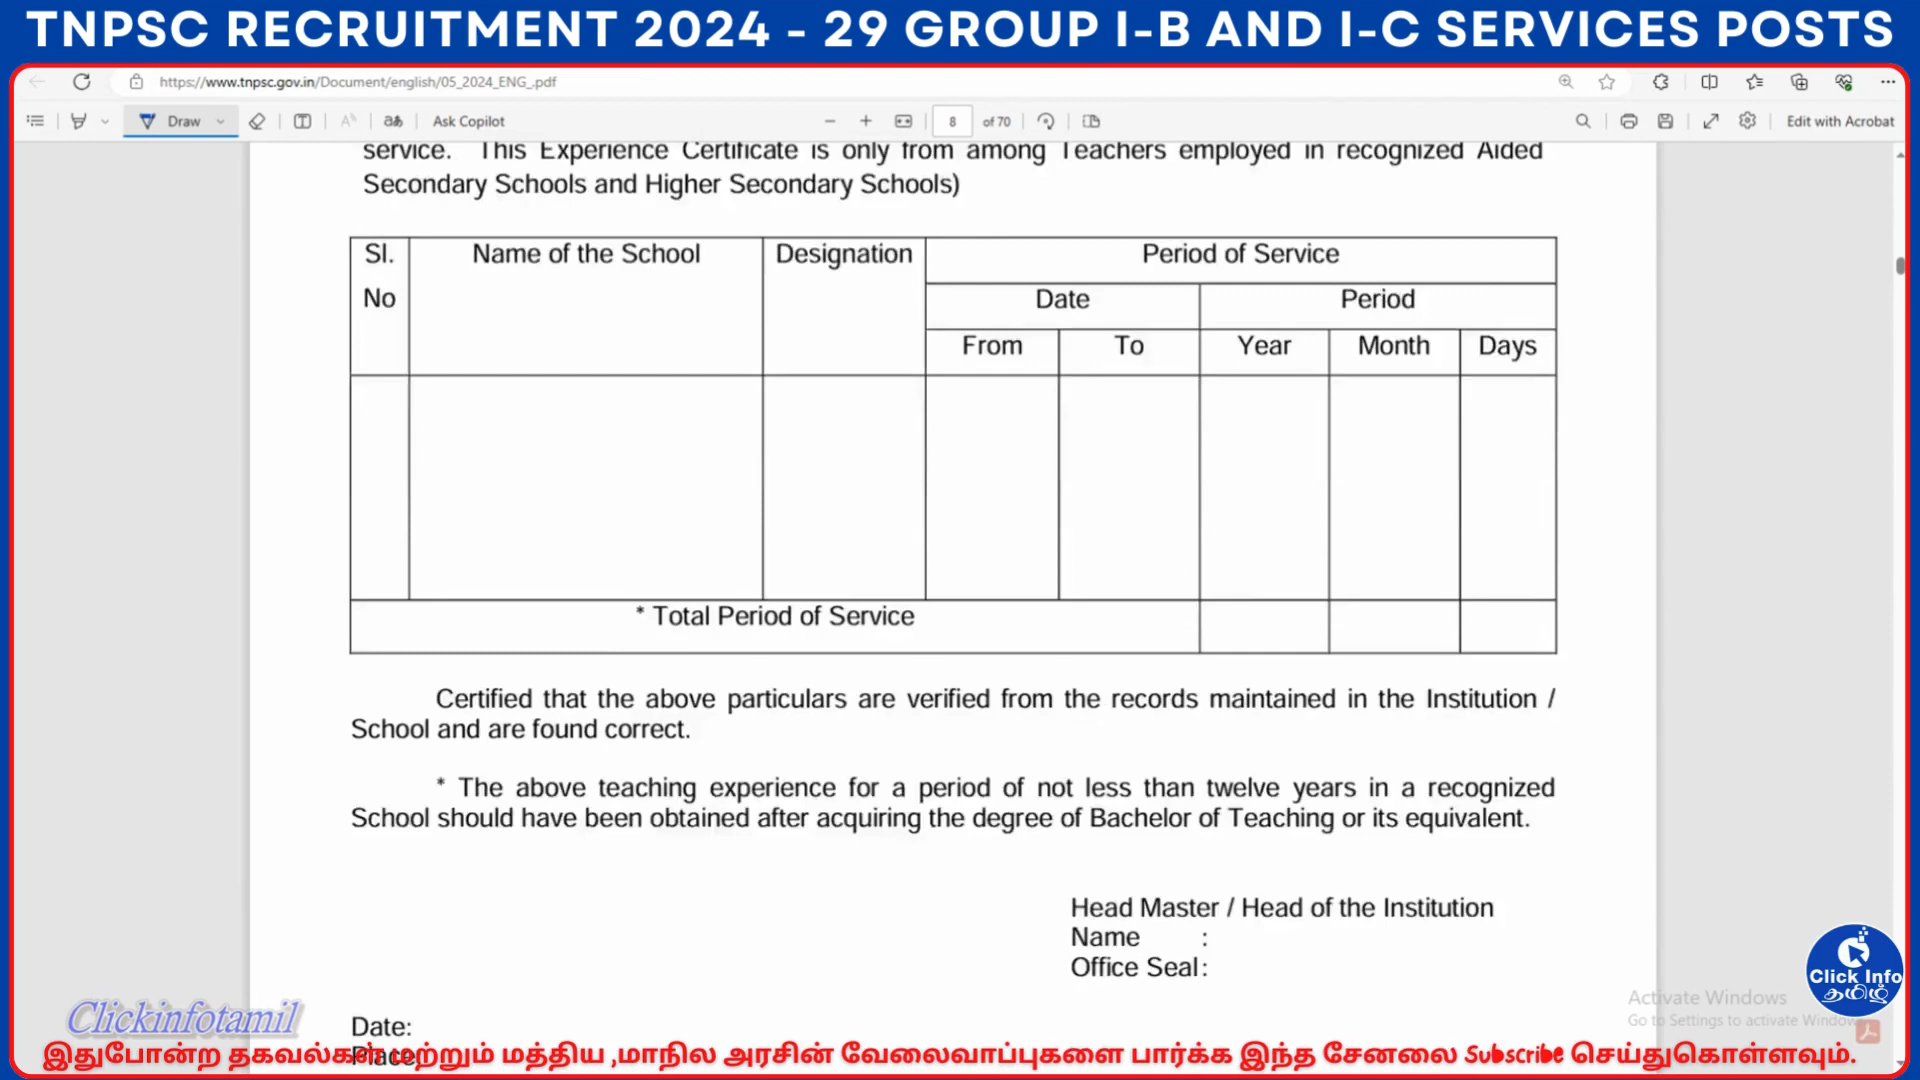 TNPSC RECRUITMENT 2024 - 29 GROUP I-B AND I-C SERVICES POSTS
https://www.tnpsc.gov.in/Document/english/05_2024_ENG_.pdf
Draw
Ask Copilot
8 of 70
Edit with Acrobat
service. This Experience Certificate is only from among Teachers employed in recognized Aided
Secondary Schools and Higher Secondary Schools)
Sl. No
Name of the School
Designation
Period of Service
Date
Period
From
To
Year
Month
Days
* Total Period of Service
Certified that the above particulars are verified from the records maintained in the Institution /
School and are found correct.
* The above teaching experience for a period of not less than twelve years in a recognized
School should have been obtained after acquiring the degree of Bachelor of Teaching or its equivalent.
Head Master / Head of the Institution
Name :
Office Seal :
Click Info
தமிழ்
Activate Windows
Go to Settings to activate Windows
Clickinfotamil
Date:
Place
இதுபோன்ற தகவல்கள் மற்றும் மத்திய ,மாநில அரசின் வேலைவாப்புகளை பார்க்க இந்த சேனலை Subscribe செய்துகொள்ளவும்.